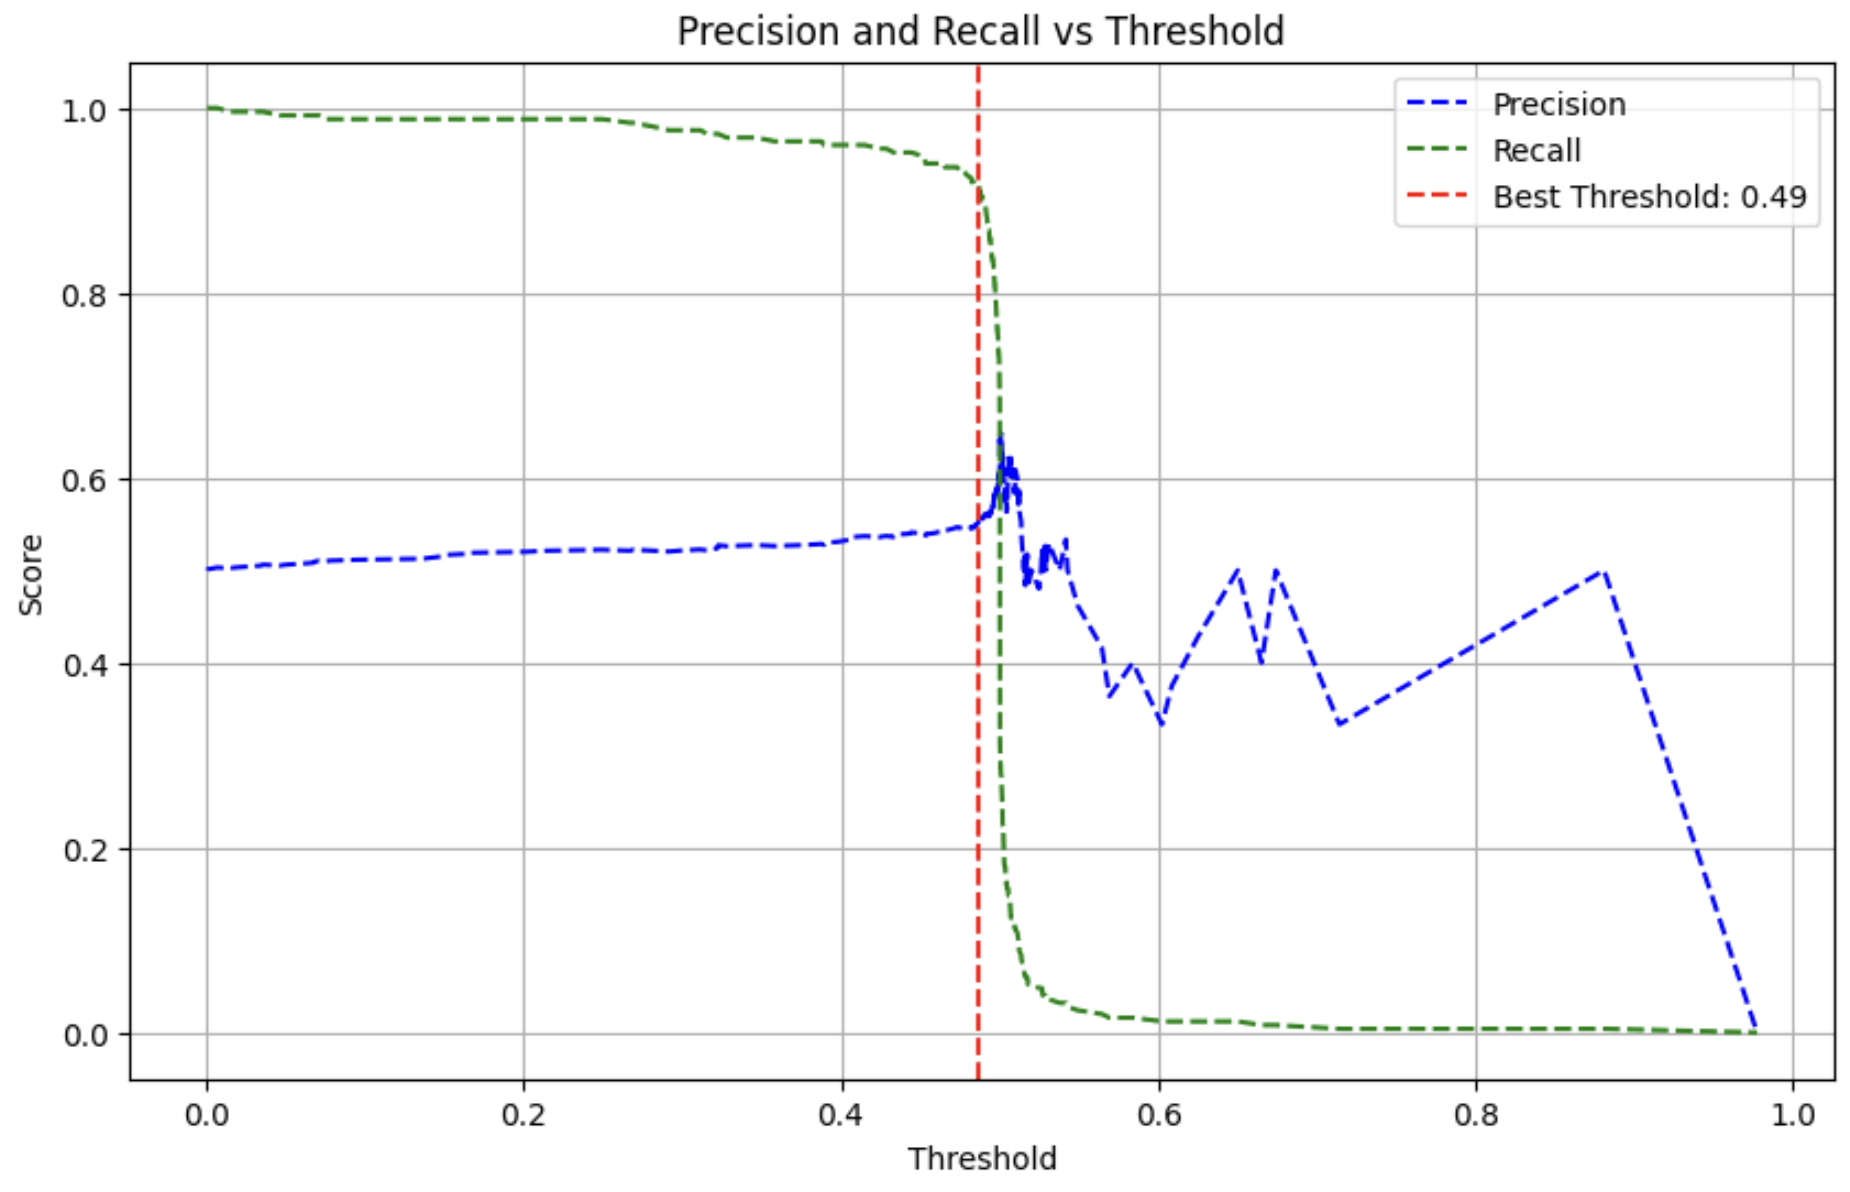 Precision and Recall vs Threshold
Precision
Recall
Best Threshold: 0.49
1.0
0.8
0.6
0.4
0.2
0.0
Score
0.0 0.2 0.4 0.6 0.8 1.0
Threshold